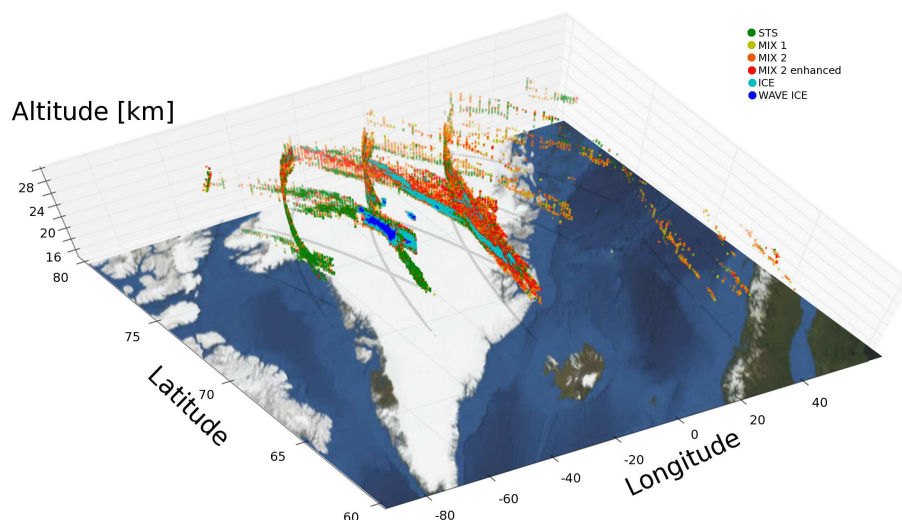 STS
MIX 1
MIX 2
MIX 2 enhanced
ICE
WAVE ICE
Altitude [km]
28
24
20
16
80
75
70
65
60
Latitude
-80
-60
-40
-20
0
20
40
Longitude